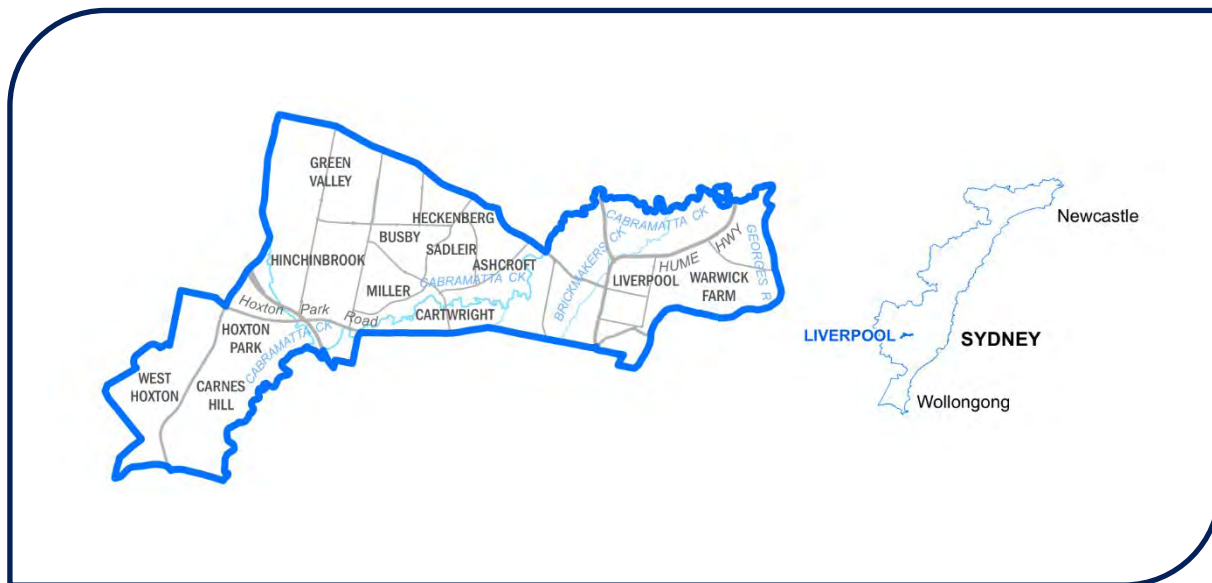 GREEN
VALLEY
HECKENBERG
BUSBY
SADLEIR
HINCHINBROOK
ASHCROFT
CABRAMATTA CK
MILLER
CARTWRIGHT
Hoxton Park Road
HOXTON
PARK
CABRAMATTA CK
WEST
HOXTON
CARNES
HILL
CABRAMATTA CK
BRICKMAKERS CK
HUME HWY
GEORGES R
LIVERPOOL
WARWICK
FARM
Newcastle
LIVERPOOL
SYDNEY
Wollongong